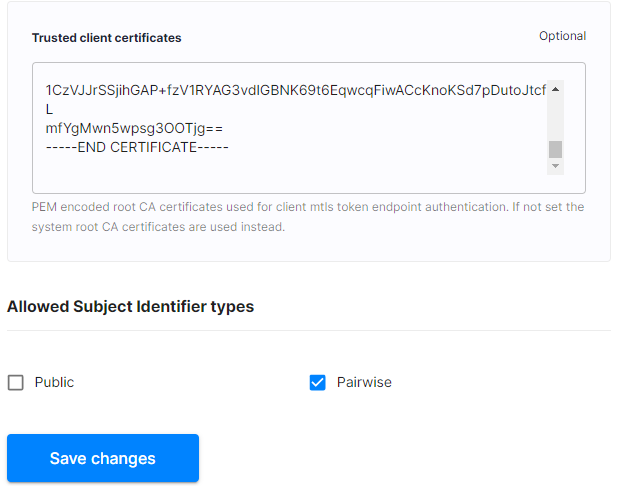 Trusted client certificates
Optional
1CzVJJrSSjihGAP+fzV1RYAG3vdIGBNK69t6EqwcqFiwACcKnoKSd7pDutoJtcf
L
mfYgMwn5wpsg3OOTjg==
-----END CERTIFICATE-----
PEM encoded root CA certificates used for client mtls token endpoint authentication. If not set the
system root CA certificates are used instead.
Allowed Subject Identifier types
Public
Pairwise
Save changes